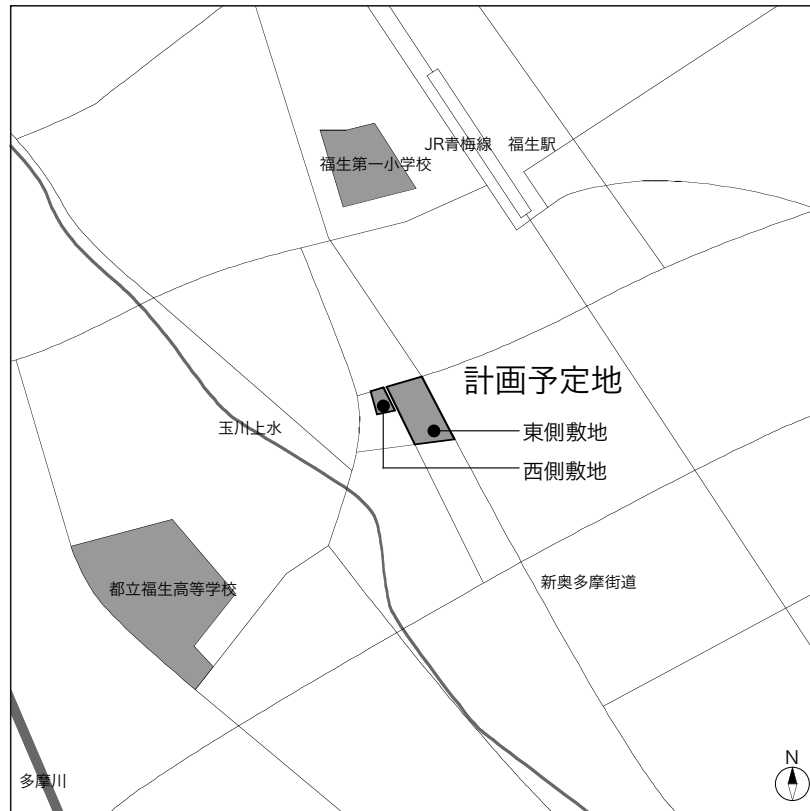 JR青梅線 福生駅
福生第一小学校
計画予定地
玉川上水
東側敷地
西側敷地
新奥多摩街道
都立福生高等学校
多摩川
N